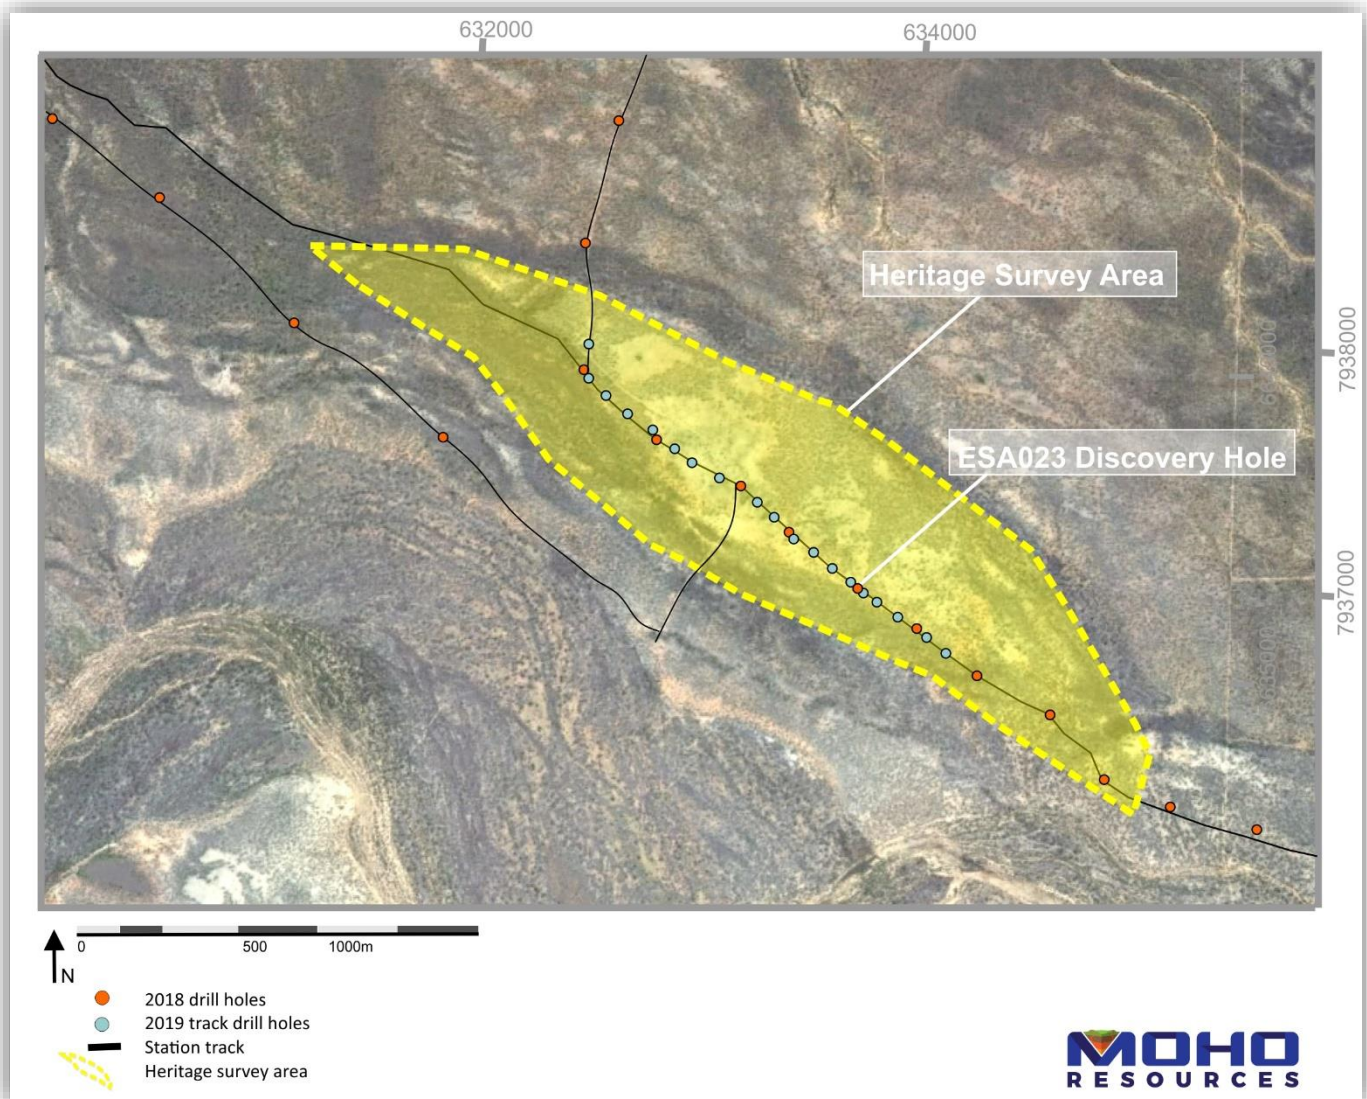 632000
634000
Heritage Survey Area
7938000
ESA023 Discovery Hole
7937000
0
500
1000m
N
2018 drill holes
2019 track drill holes
Station track
Heritage survey area
MOHO
RESOURCES